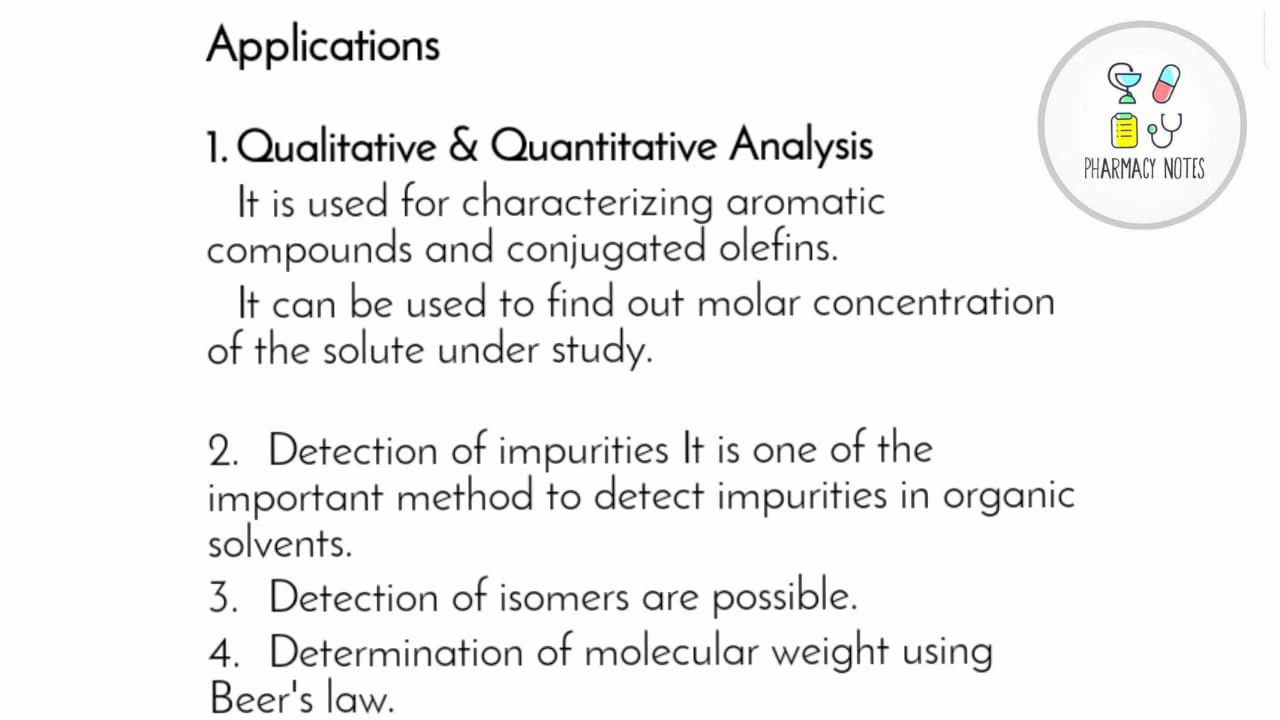 Applications
1. Qualitative & Quantitative Analysis
It is used for characterizing aromatic
compounds and conjugated olefins.
It can be used to find out molar concentration
of the solute under study.
2. Detection of impurities It is one of the
important method to detect impurities in organic
solvents.
3. Detection of isomers are possible.
4. Determination of molecular weight using
Beer's law.
PHARMACY NOTES